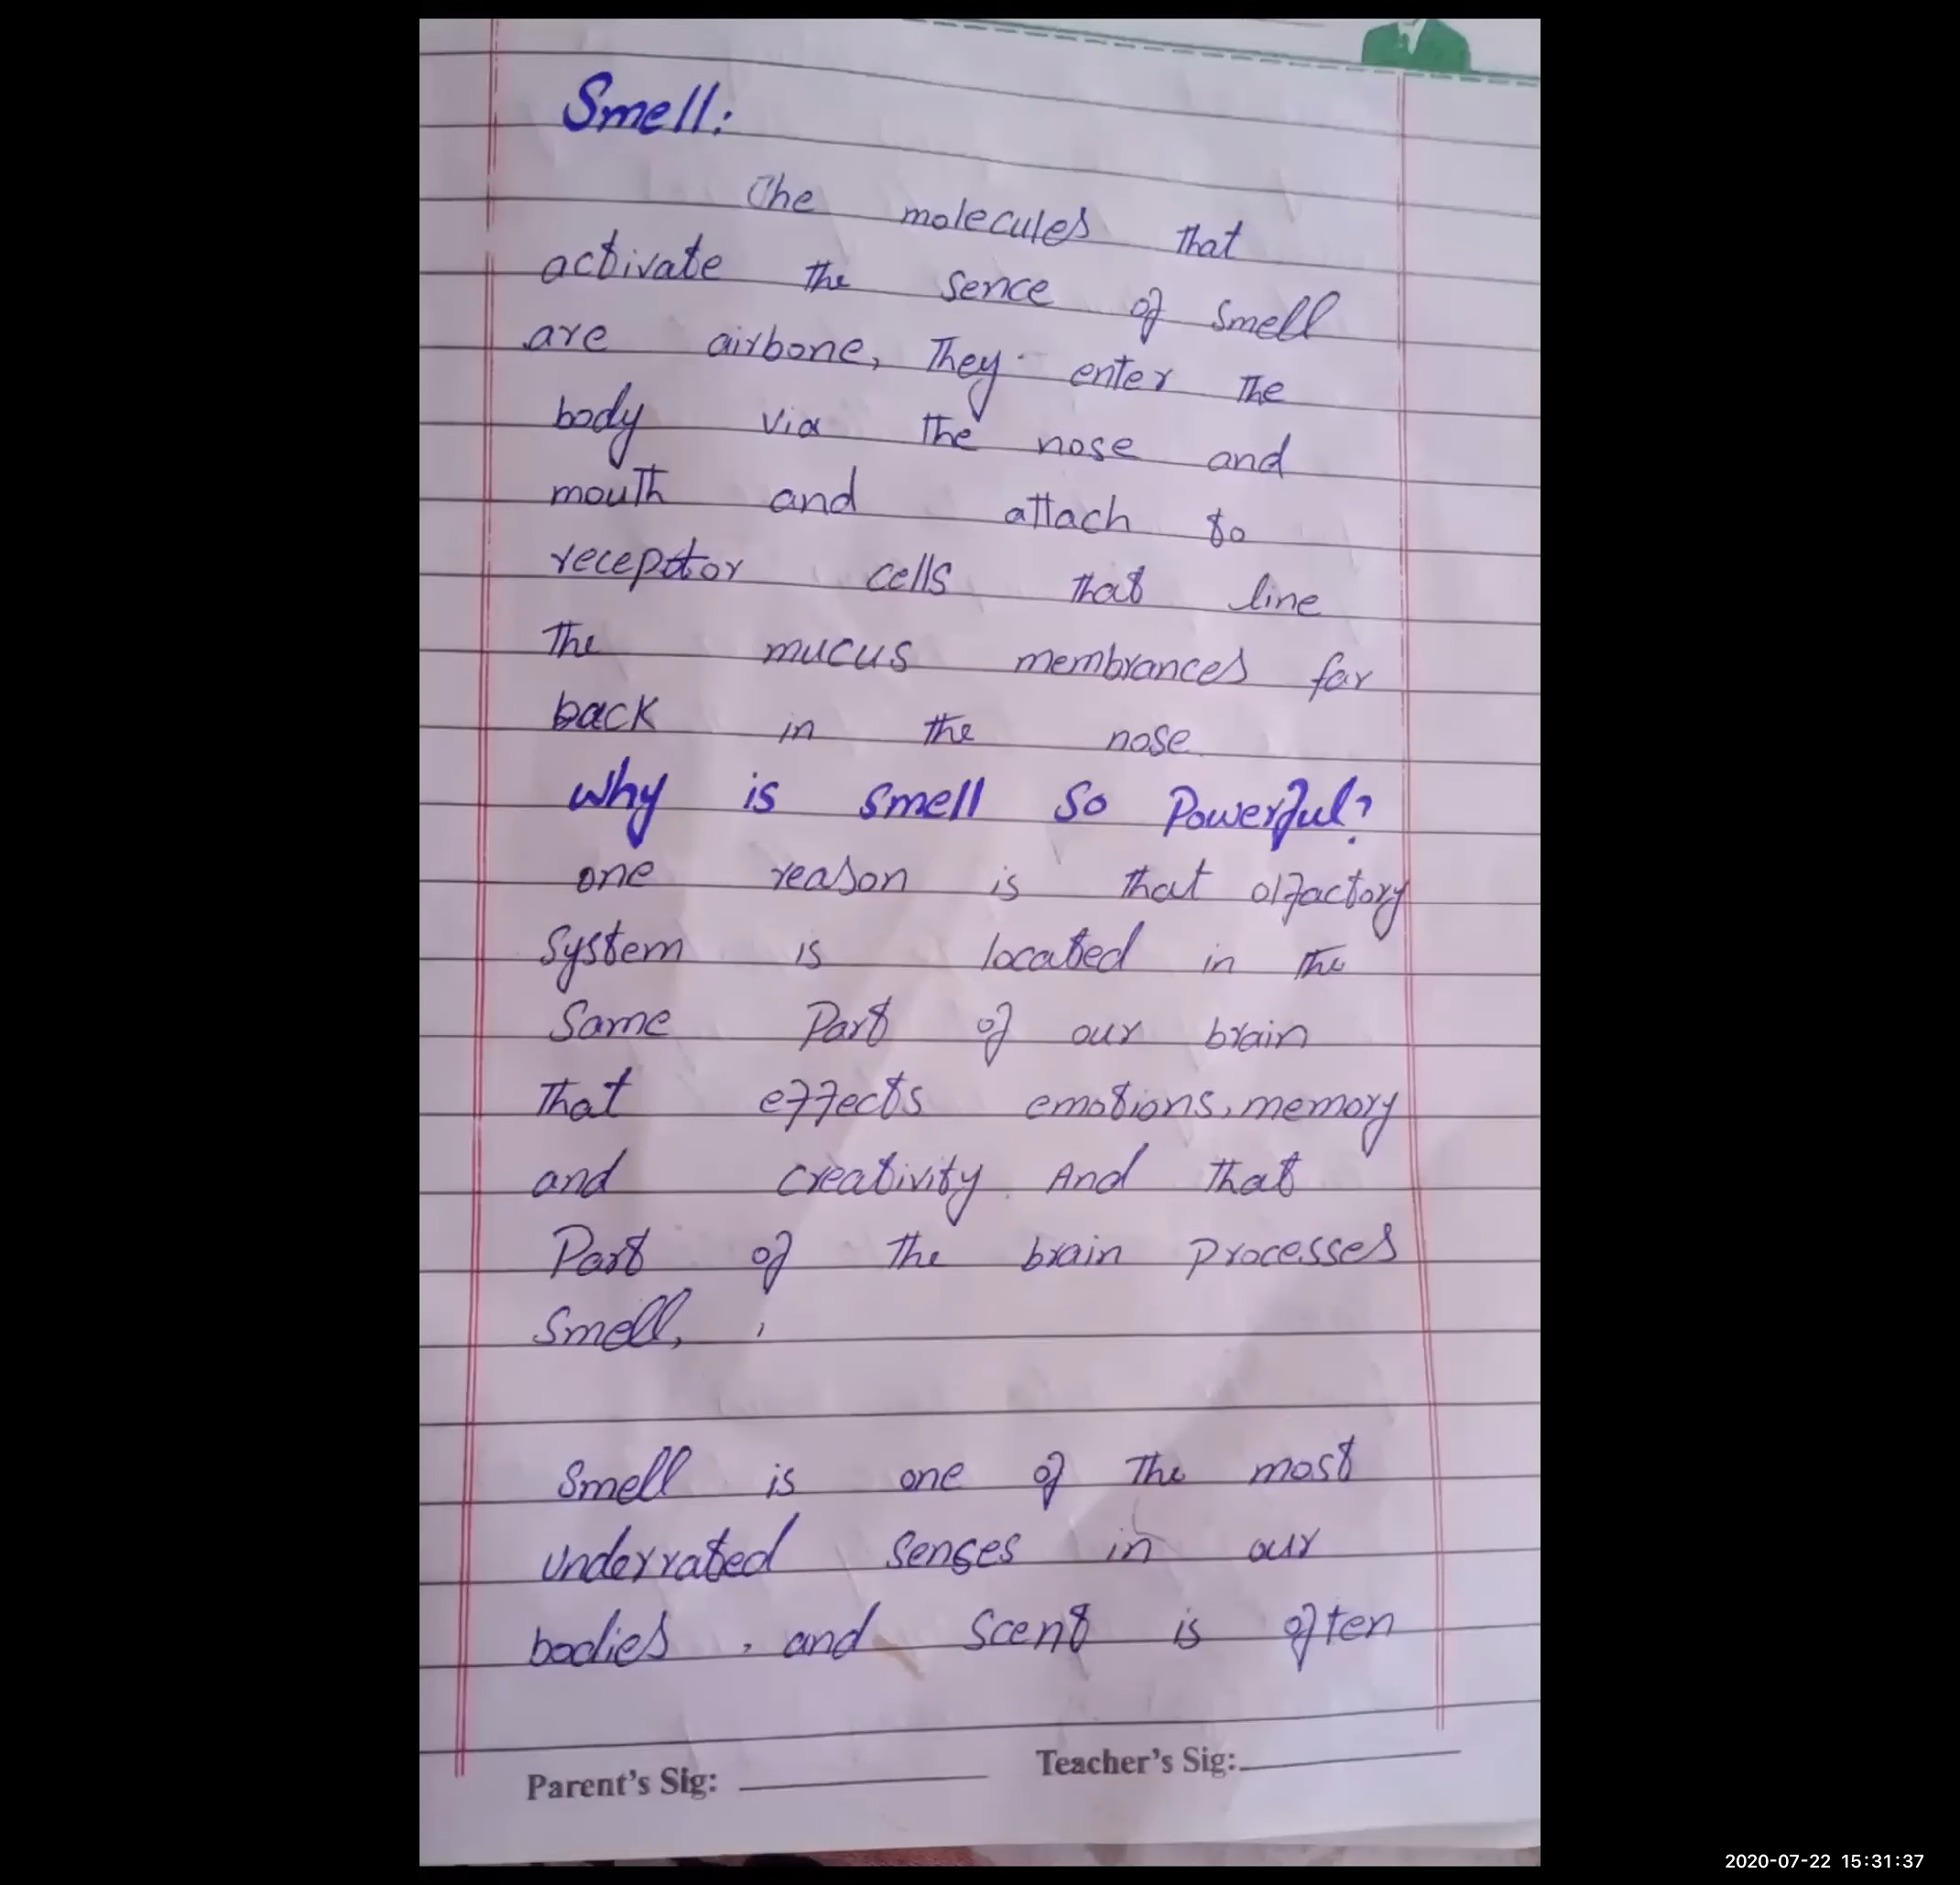 Smell:
The molecules that
activate the sence of smell
are airbone, They enter the
body via the nose and
mouth and attach to
receptor cells that line
The mucus membrances far
back in the nose.
Why is smell so Powerful?
one reason is that olfactory
System is located in the
Same Part of our brain
That effects emotions, memory
and creativity. And that
Part of the brain processes
Smell,
Smell is one of the most
underrated senses in our
bodies, and scent is often
Parent's Sig:
Teacher's Sig:
2020-07-22 15:31:37